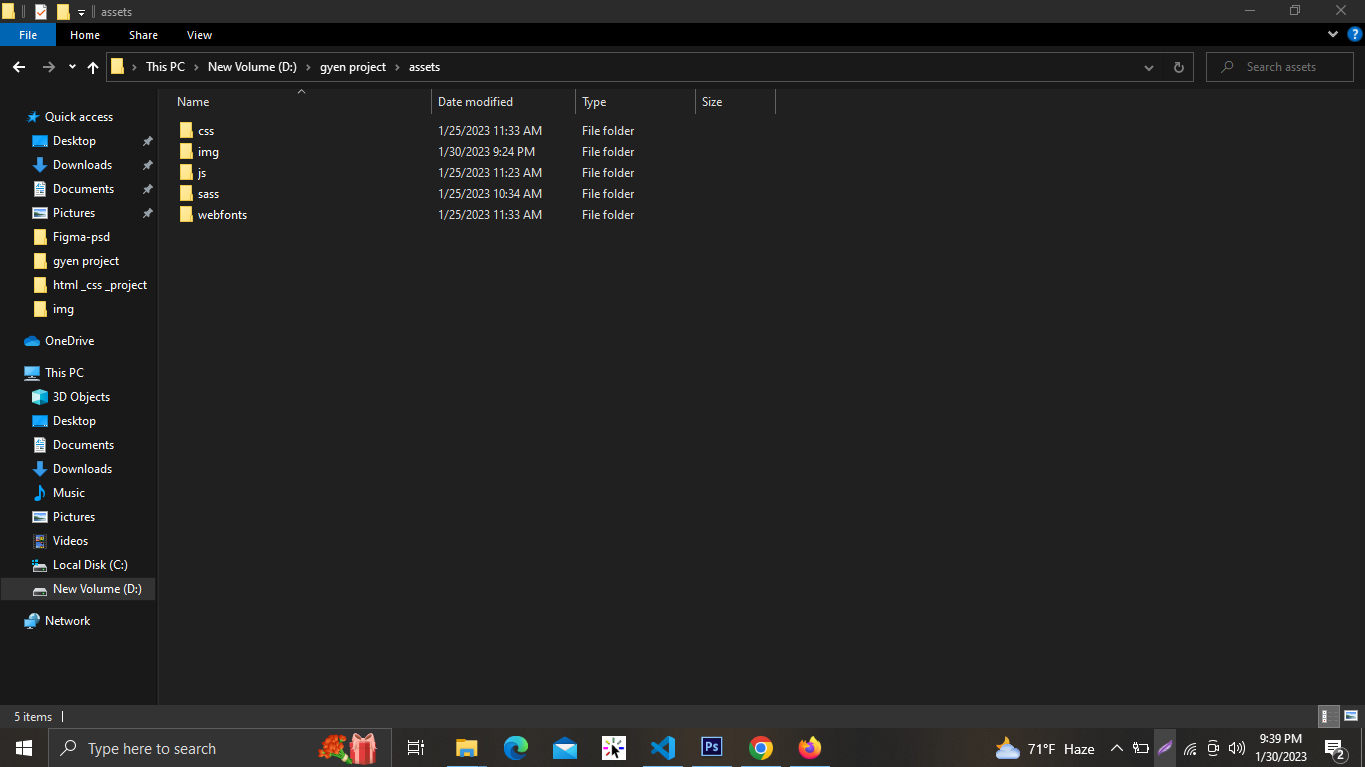 assets
File Home Share View
This PC New Volume (D:) gyen project assets
Search assets
Name Date modified Type Size
css 1/25/2023 11:33 AM File folder
img 1/30/2023 9:24 PM File folder
js 1/25/2023 11:23 AM File folder
sass 1/25/2023 10:34 AM File folder
webfonts 1/25/2023 11:33 AM File folder
Quick access
Desktop
Downloads
Documents
Pictures
Figma-psd
gyen project
html _css _project
img
OneDrive
This PC
3D Objects
Desktop
Documents
Downloads
Music
Pictures
Videos
Local Disk (C:)
New Volume (D:)
Network
5 items
Type here to search
Ps
71°F Haze
9:39 PM
1/30/2023
2